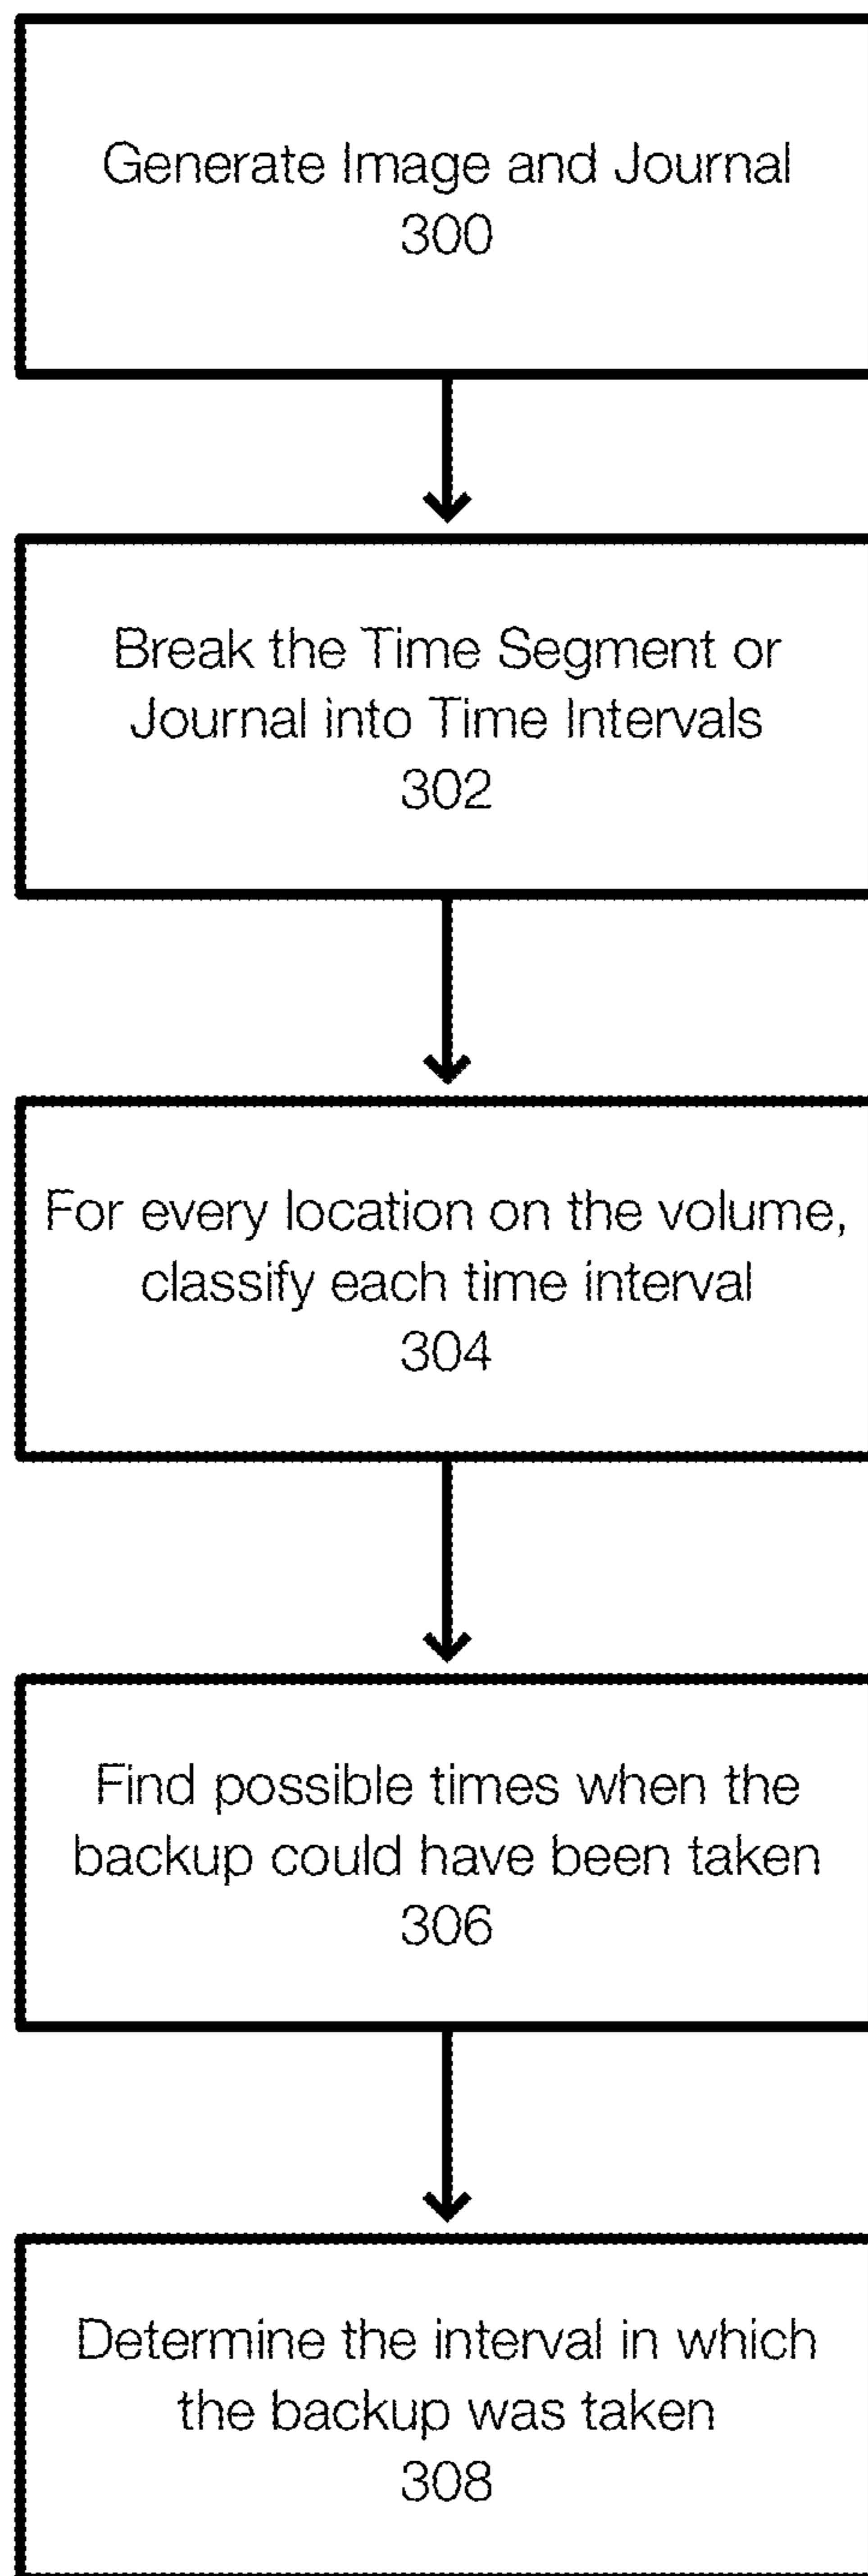 Generate Image and Journal
300
Break the Time Segment or
Journal into Time Intervals
302
For every location on the volume,
classify each time interval
304
Find possible times when the
backup could have been taken
306
Determine the interval in which
the backup was taken
308